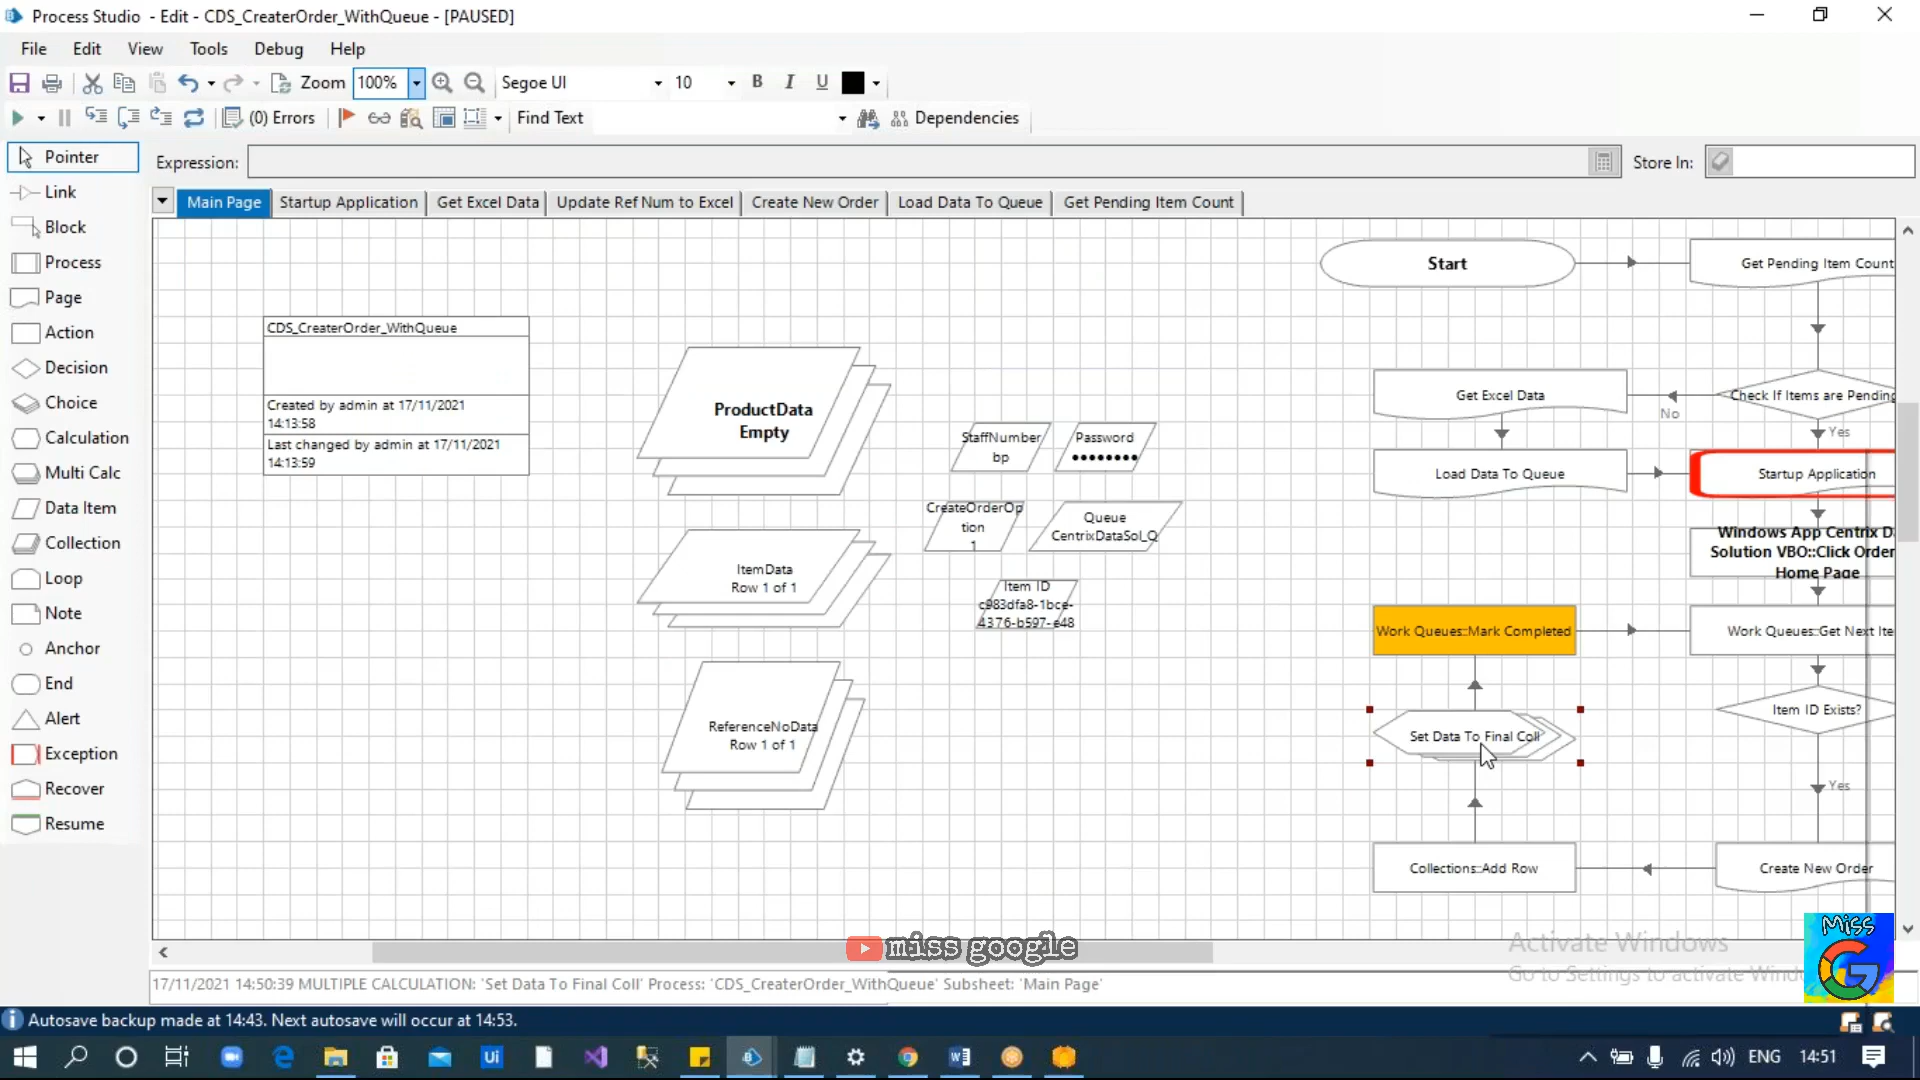 Process Studio - Edit - CDS_CreaterOrder_WithQueue - [PAUSED]
File Edit View Tools Debug Help
Zoom 100% Segoe UI 10 B I U
(0) Errors Find Text Dependencies
Pointer
Expression: Store In:
Link
Main Page Startup Application Get Excel Data Update Ref Num to Excel Create New Order Load Data To Queue Get Pending Item Count
Block
Process
Page
Action
Decision
Choice
Calculation
Multi Calc
Data Item
Collection
Loop
Note
Anchor
End
Alert
Exception
Recover
Resume
CDS_CreaterOrder_WithQueue
Created by admin at 17/11/2021
14:13:58
Last changed by admin at 17/11/2021
14:13:59
ProductData
Empty
ItemData
Row 1 of 1
ReferenceNoData
Row 1 of 1
StaffNumber
bp
Password
••••••••
CreateOrderOp
tion
1
Queue
CentrixDataSol_Q
Item ID
c983dfa8-1bce-
4376-b597-e48
Start
Get Pending Item Count
Get Excel Data
No
Check If Items are Pending
Yes
Load Data To Queue
Startup Application
Windows App Centrix Da
Solution VBO::Click Order
Home Page
Work Queues::Mark Completed
Work Queues::Get Next Ite
Set Data To Final Coll
Item ID Exists?
Yes
Collections::Add Row
Create New Order
miss google
Activate Windows
Go to Settings to activate Wind
Miss
G
17/11/2021 14:50:39 MULTIPLE CALCULATION: 'Set Data To Final Coll' Process: 'CDS_CreaterOrder_WithQueue' Subsheet: 'Main Page'
Autosave backup made at 14:43. Next autosave will occur at 14:53.
Ui
ENG 14:51